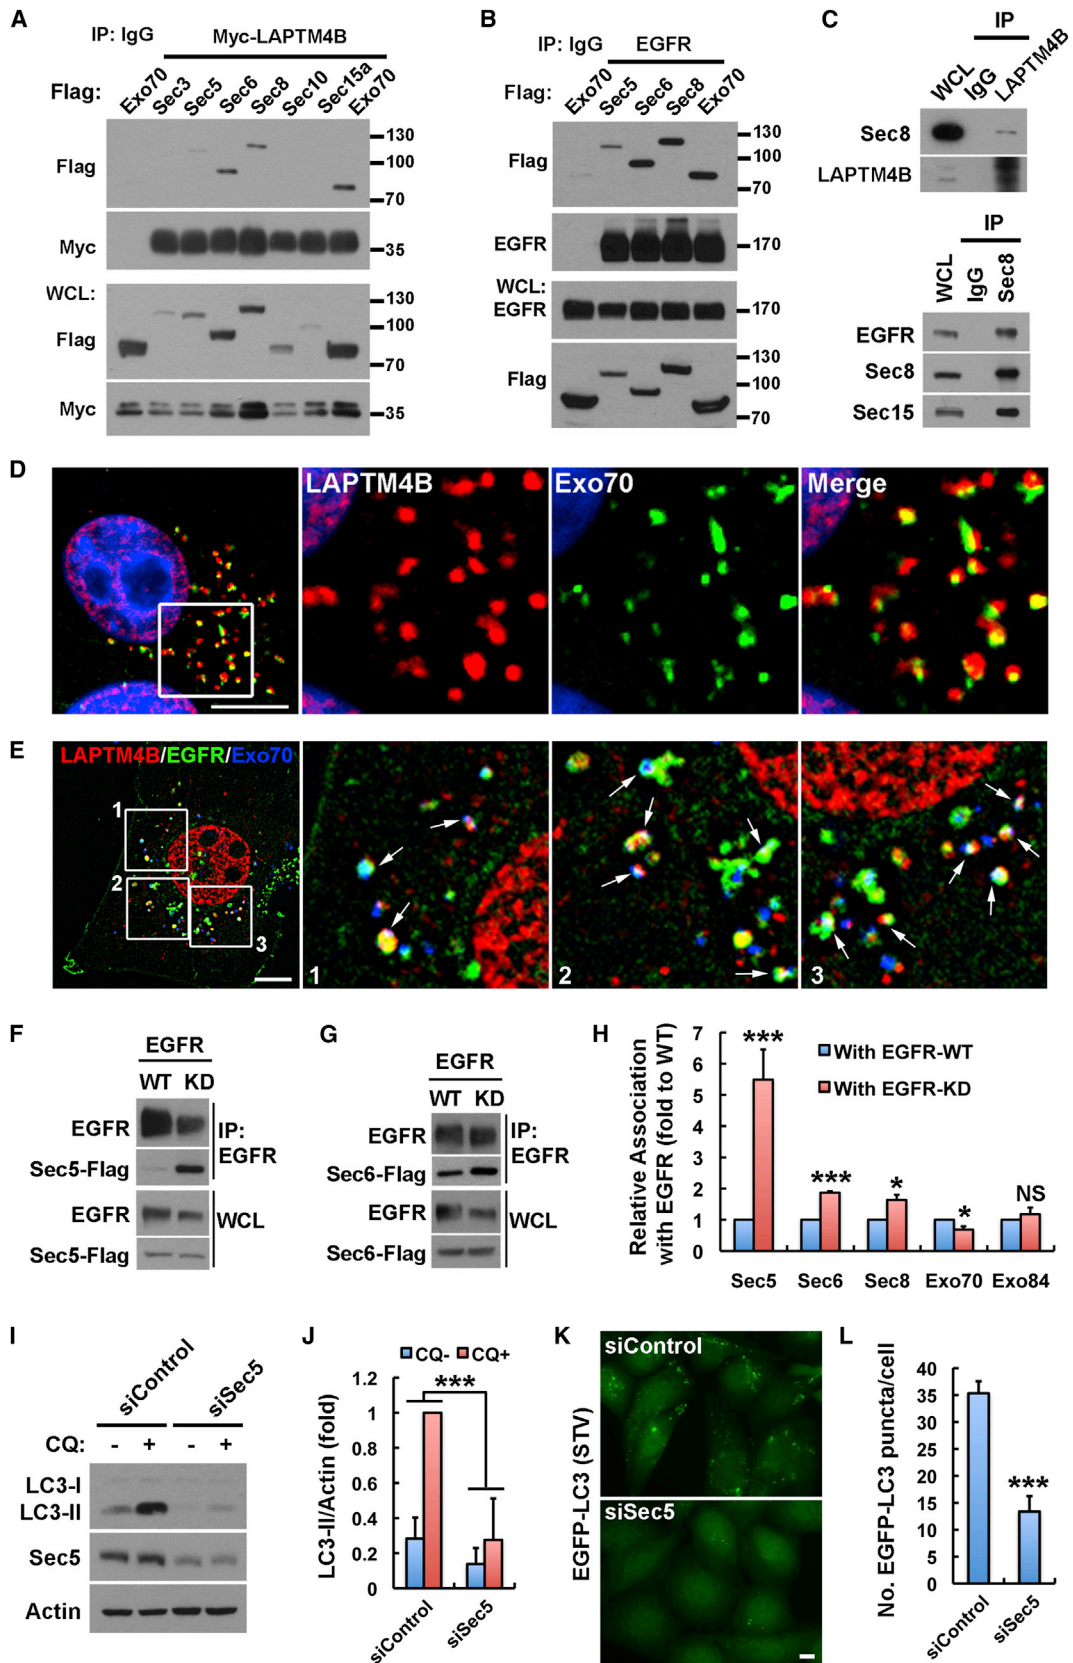 A
IP: IgG Myc-LAPTM4B
Flag: Exo70 Sec3 Sec5 Sec6 Sec8 Sec10 Sec15a Exo70
Flag
130
100
70
Myc
35
WCL:
Flag
130
100
70
Myc
35
B
IP: IgG EGFR
Flag: Exo70 Sec5 Sec6 Sec8 Exo70
Flag
130
100
70
EGFR
170
WCL:
EGFR
170
Flag
130
100
70
C
IP
WCL IgG LAPTM4B
Sec8
LAPTM4B
IP
WCL IgG Sec8
EGFR
Sec8
Sec15
D
LAPTM4B
Exo70
Merge
E
LAPTM4B/EGFR/Exo70
1
2
3
1
2
3
F
EGFR
WT KD
EGFR
Sec5-Flag
IP:
EGFR
EGFR
Sec5-Flag
WCL
G
EGFR
WT KD
EGFR
Sec6-Flag
IP:
EGFR
EGFR
Sec6-Flag
WCL
H
Relative Association
with EGFR (fold to WT)
7
6
5
4
3
2
1
0
With EGFR-WT
With EGFR-KD
***
***
*
*
NS
Sec5 Sec6 Sec8 Exo70 Exo84
I
siControl siSec5
CQ: - + - +
LC3-I
LC3-II
Sec5
Actin
J
CQ- CQ+
***
LC3-II/Actin (fold)
1
0.8
0.6
0.4
0.2
0
siControl siSec5
K
EGFP-LC3 (STV)
siControl
siSec5
L
No. EGFP-LC3 puncta/cell
40
35
30
25
20
15
10
5
0
***
siControl siSec5